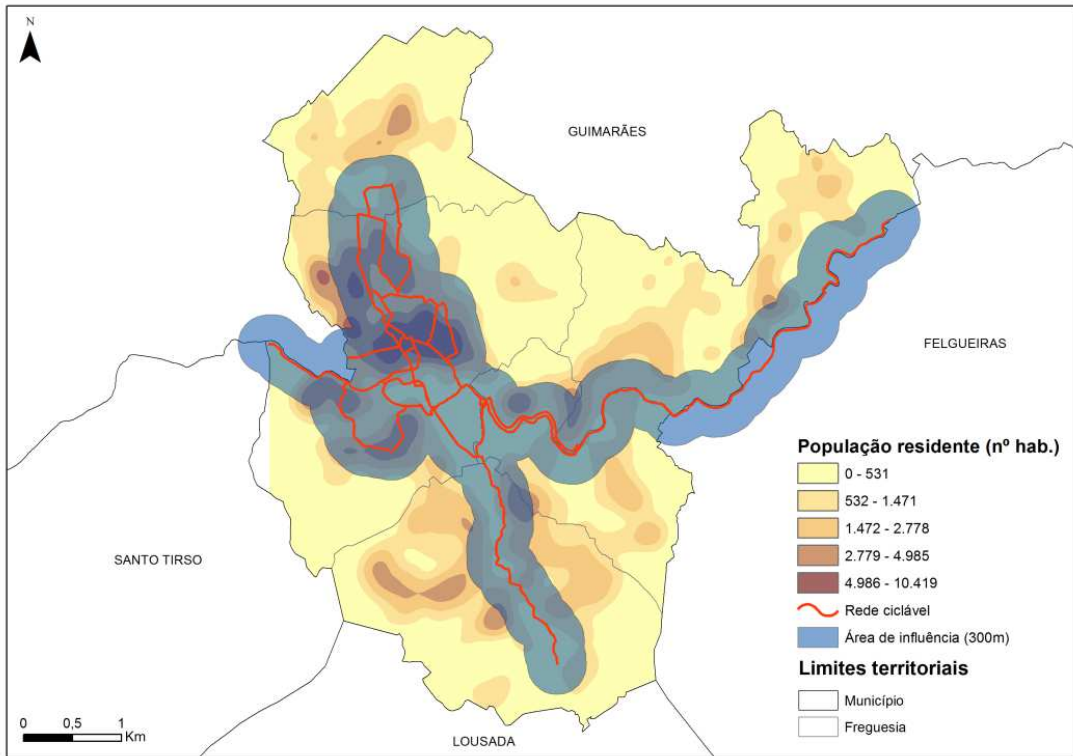 N
GUIMARÃES
FELGUEIRAS
SANTO TIRSO
LOUSADA
População residente (nº hab.)
0 - 531
532 - 1.471
1.472 - 2.778
2.779 - 4.985
4.986 - 10.419
Rede ciclável
Área de influência (300m)
Limites territoriais
Município
Freguesia
0 0,5 1
Km